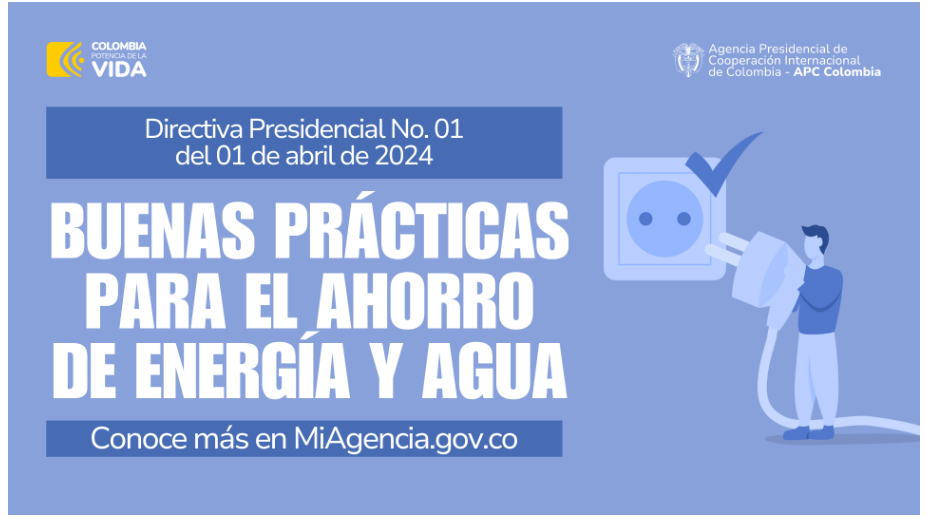 COLOMBIA
POTENCIA DE LA
VIDA
Agencia Presidencial de
Cooperación Internacional
de Colombia - APC Colombia
Directiva Presidencial No. 01
del 01 de abril de 2024
BUENAS PRÁCTICAS
PARA EL AHORRO
DE ENERGÍA Y AGUA
Conoce más en MiAgencia.gov.co